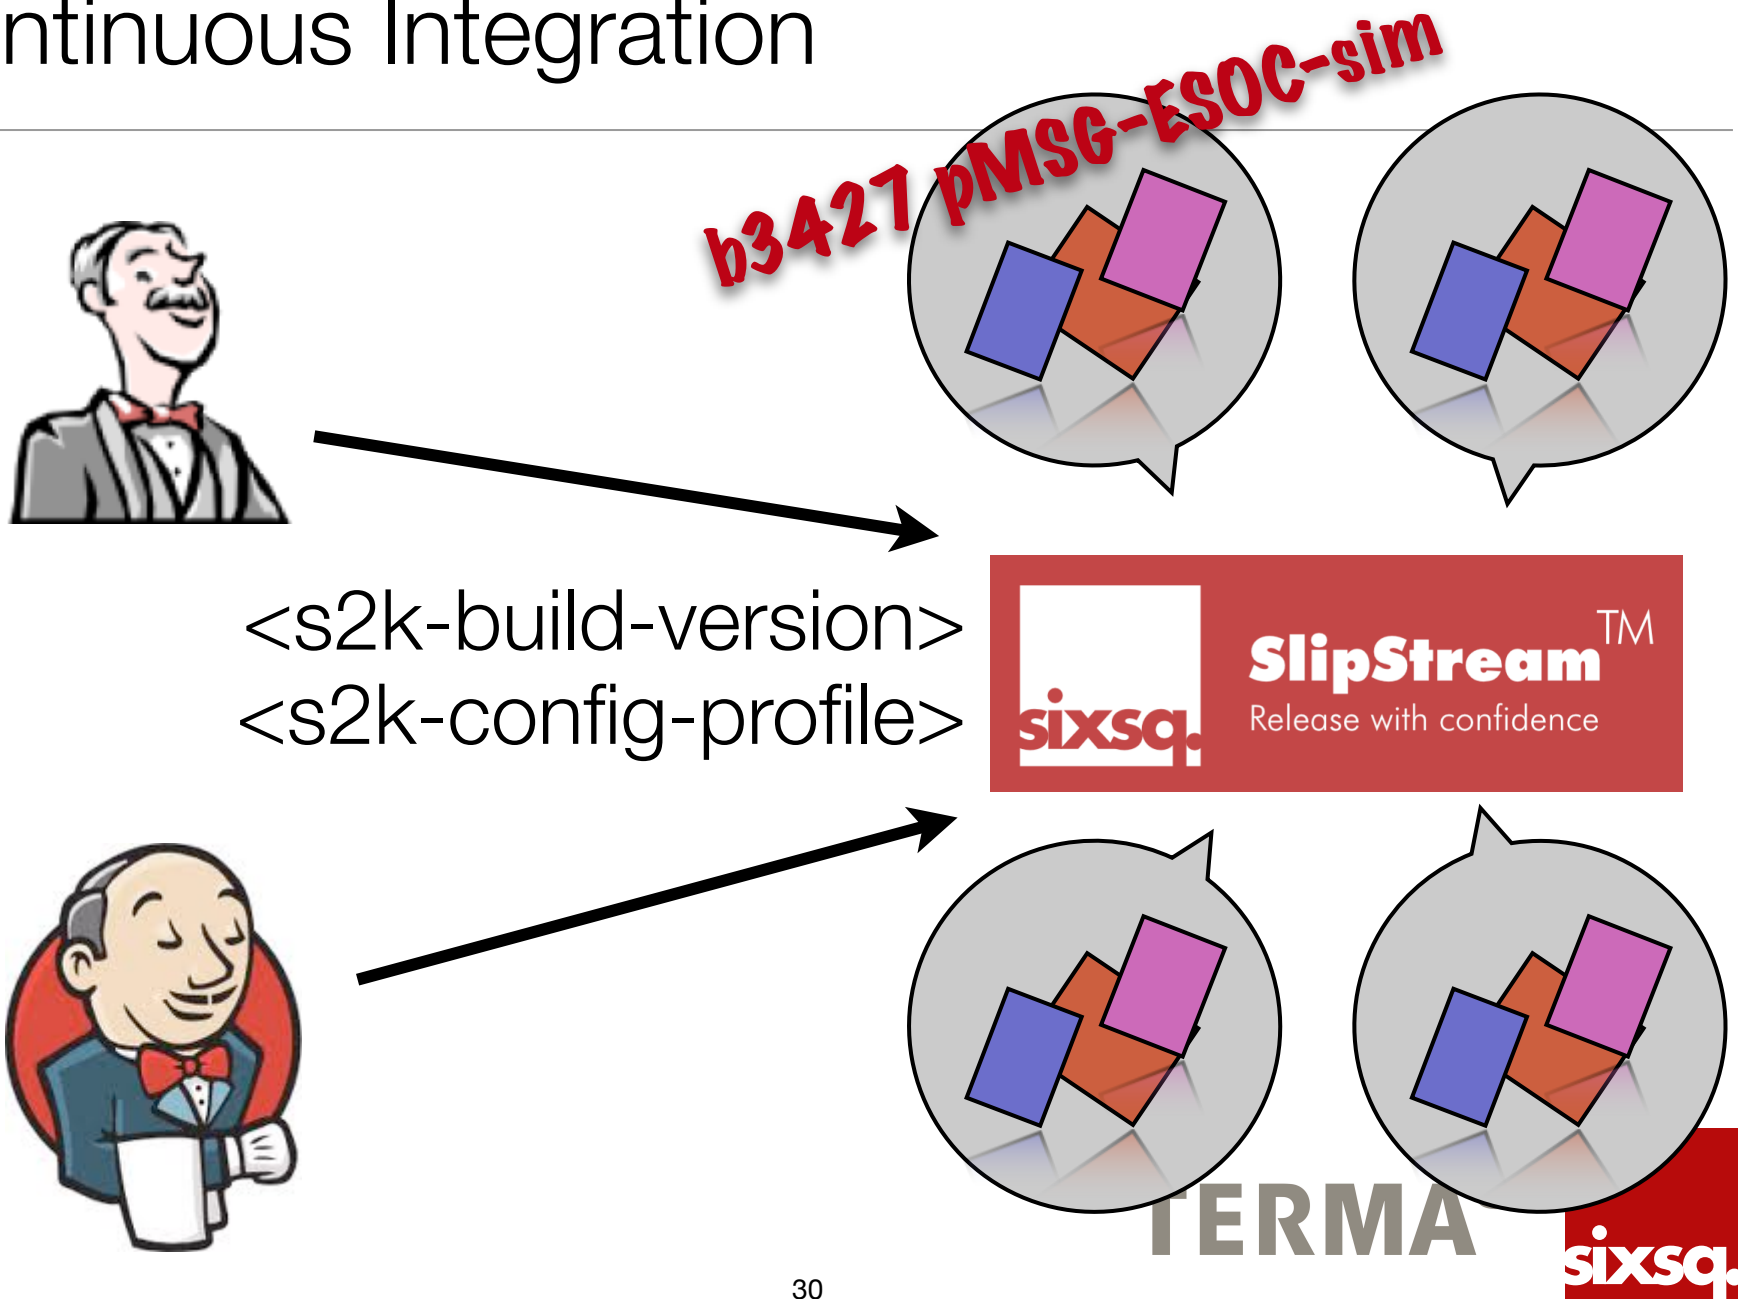 ntinuous Integration
b3427 pMSG-ESOC-sim
<s2k-build-version>
<s2k-config-profile>
sixsq.
SlipStream™
Release with confidence
TERMA
sixsq.
30